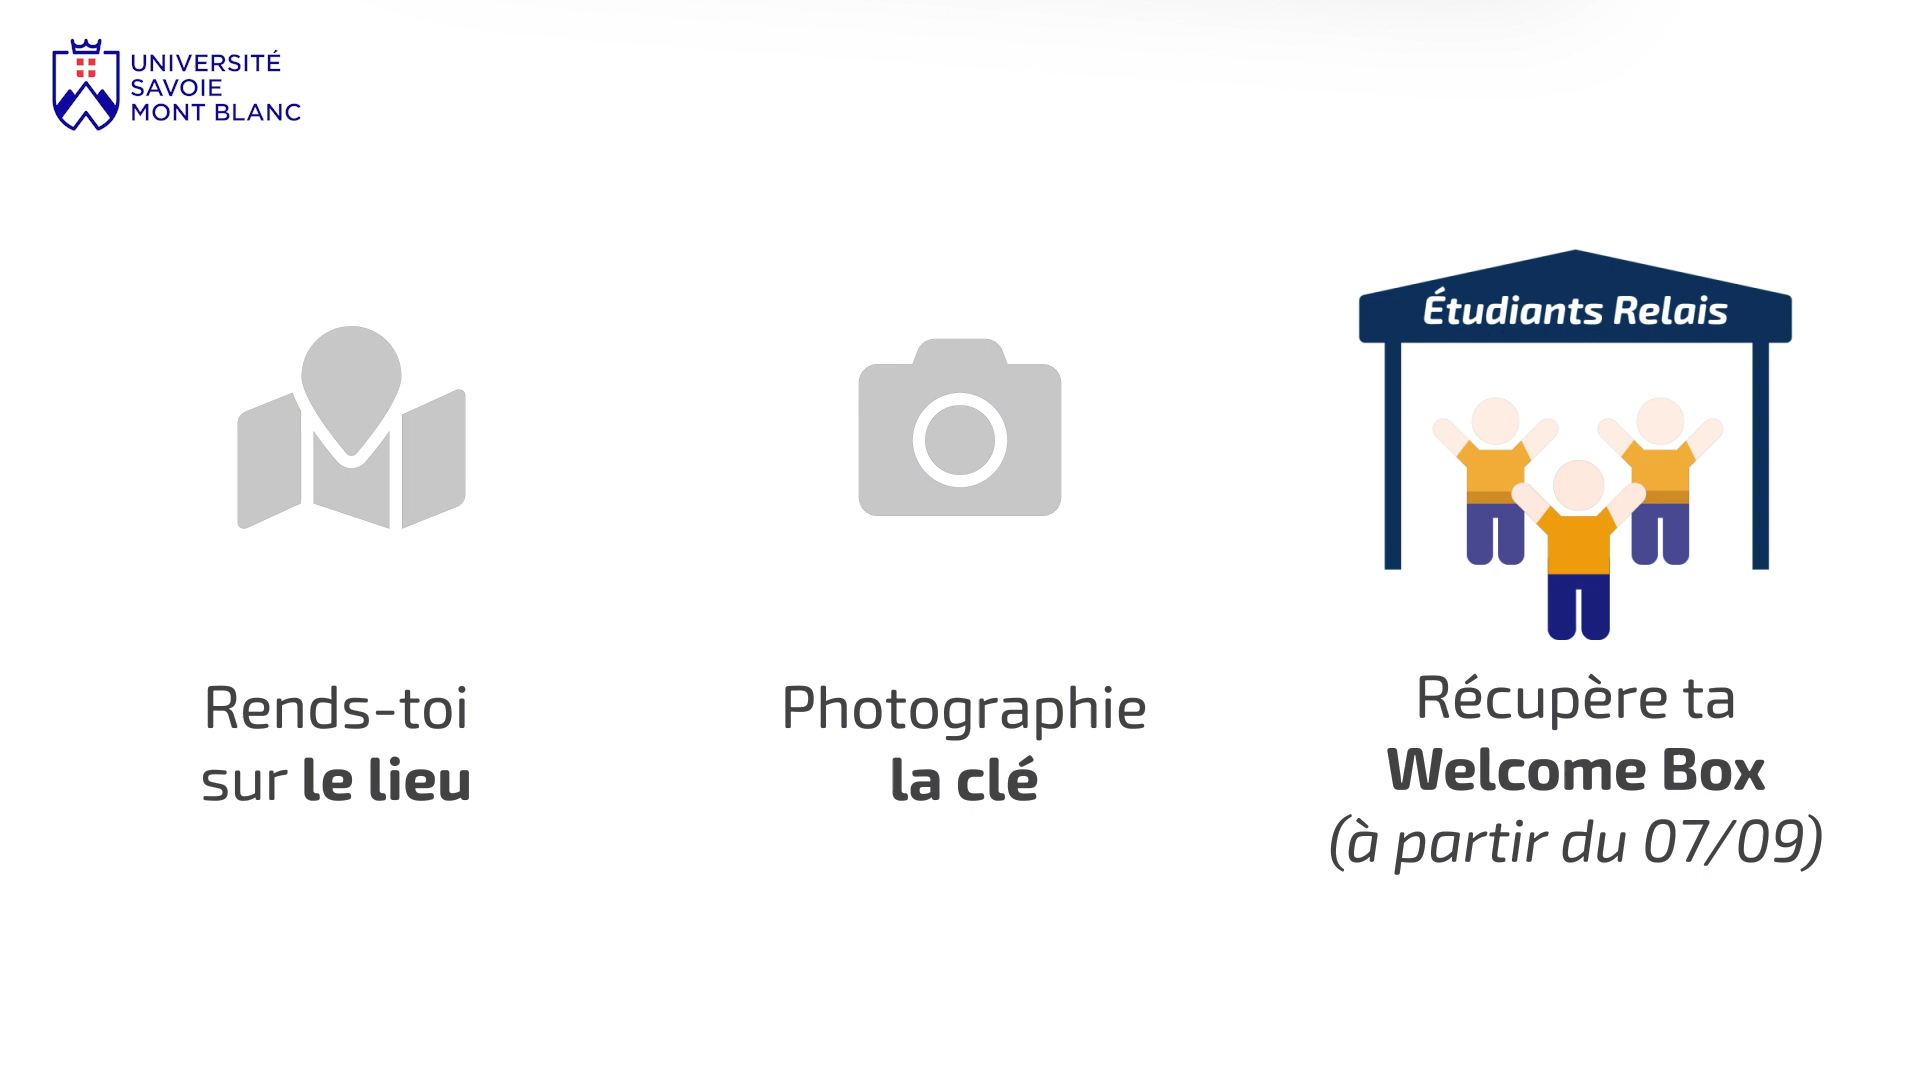 UNIVERSITÉ
SAVOIE
MONT BLANC
Étudiants Relais
Rends-toi
sur le lieu
Photographie
la clé
Récupère ta
Welcome Box
(à partir du 07/09)